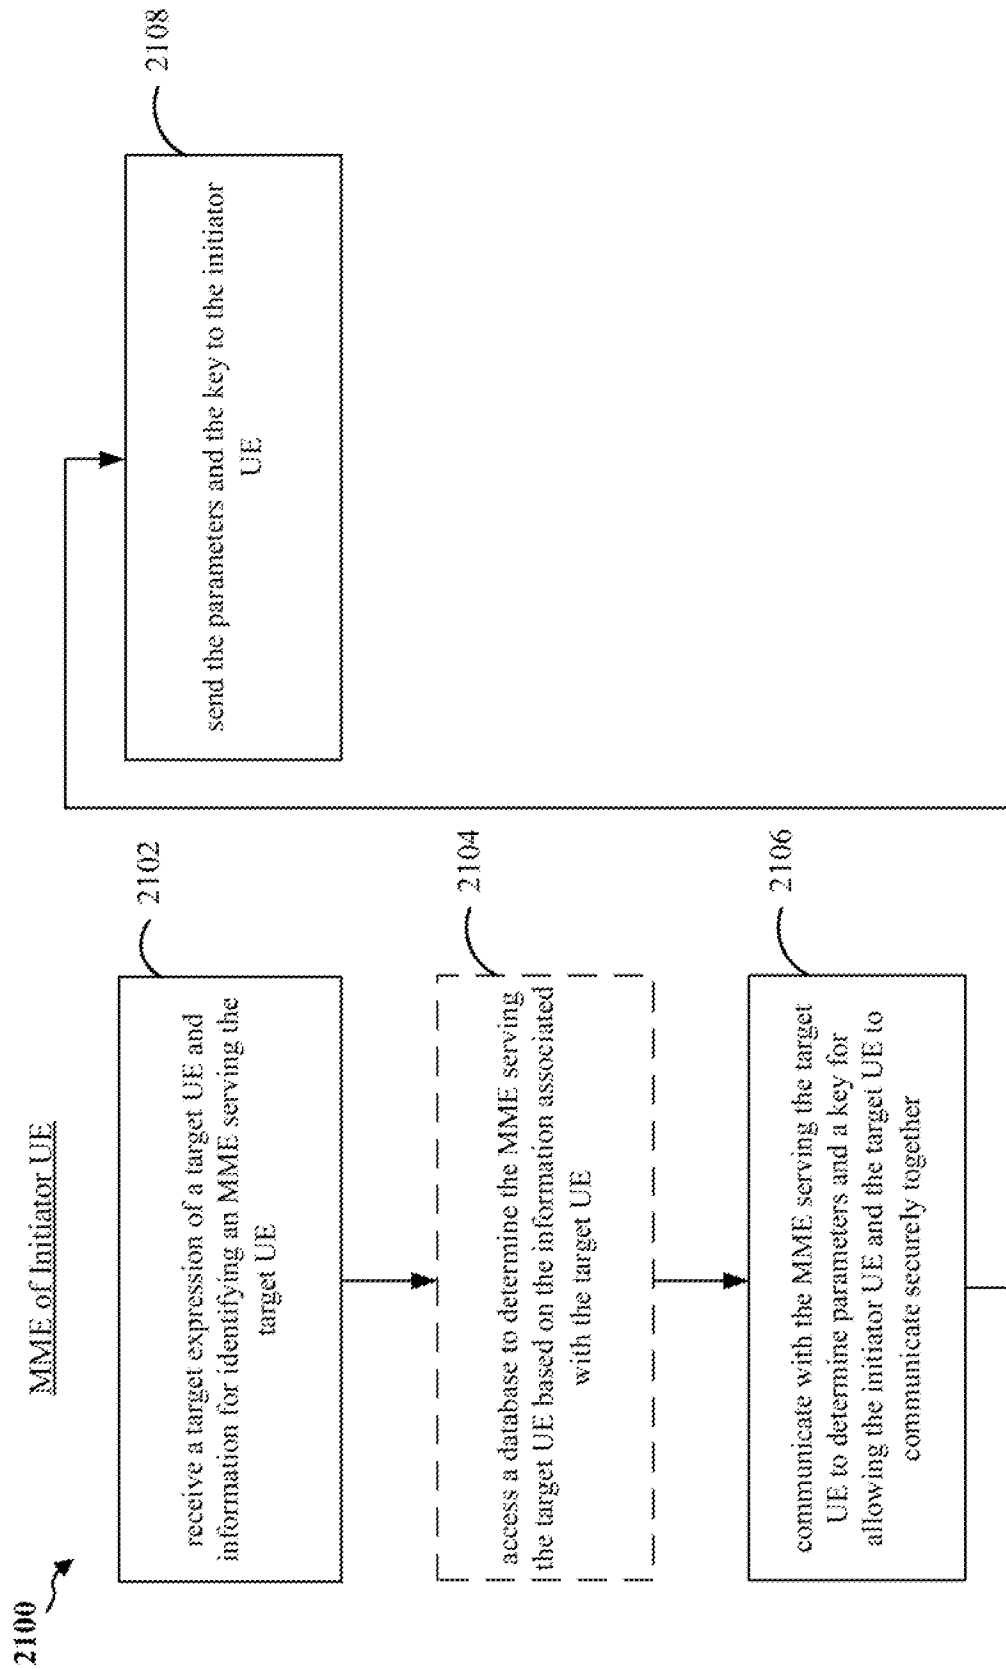 2100
MME of Initiator UE
2102
receive a target expression of a target UE and
information for identifying an MME serving the
target UE
2104
access a database to determine the MME serving
the target UE based on the information associated
with the target UE
2106
communicate with the MME serving the target
UE to determine parameters and a key for
allowing the initiator UE and the target UE to
communicate securely together
2108
send the parameters and the key to the initiator
UE